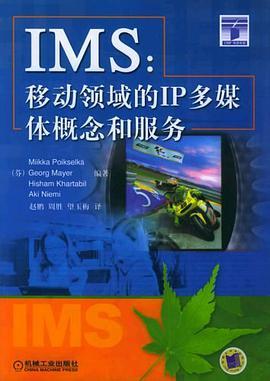 IMS:
移动领域的IP多媒
体概念和服务
Miikka Poikselka
(芬) Georg Mayer 编著
Hisham Khartabil
Aki Niemi
赵鹏 周胜 望玉梅 译
IMS
机械工业出版社
CHINA MACHINE PRESS